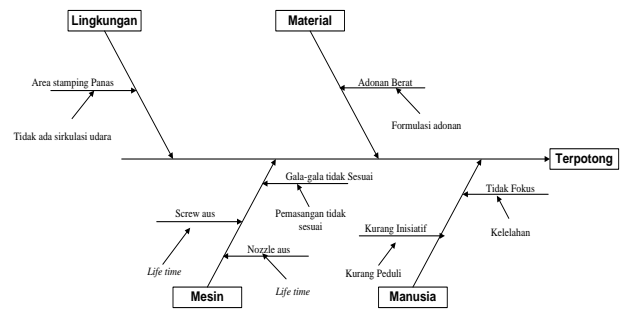 Lingkungan
Material
Area stamping Panas
Adonan Berat
Tidak ada sirkulasi udara
Formulasi adonan
Terpotong
Gala-gala tidak Sesuai
Tidak Fokus
Pemasangan tidak
sesuai
Screw aus
Kurang Inisiatif
Kelelahan
Nozzle aus
Life time
Kurang Peduli
Life time
Mesin
Manusia